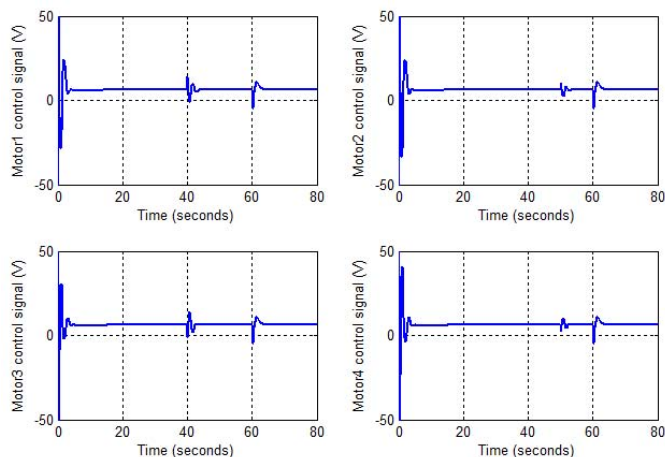 50
0
-50
Motor1 control signal (V)
0 20 40 60 80
Time (seconds)
50
0
-50
Motor2 control signal (V)
0 20 40 60 80
Time (seconds)
50
0
-50
Motor3 control signal (V)
0 20 40 60 80
Time (seconds)
50
0
-50
Motor4 control signal (V)
0 20 40 60 80
Time (seconds)